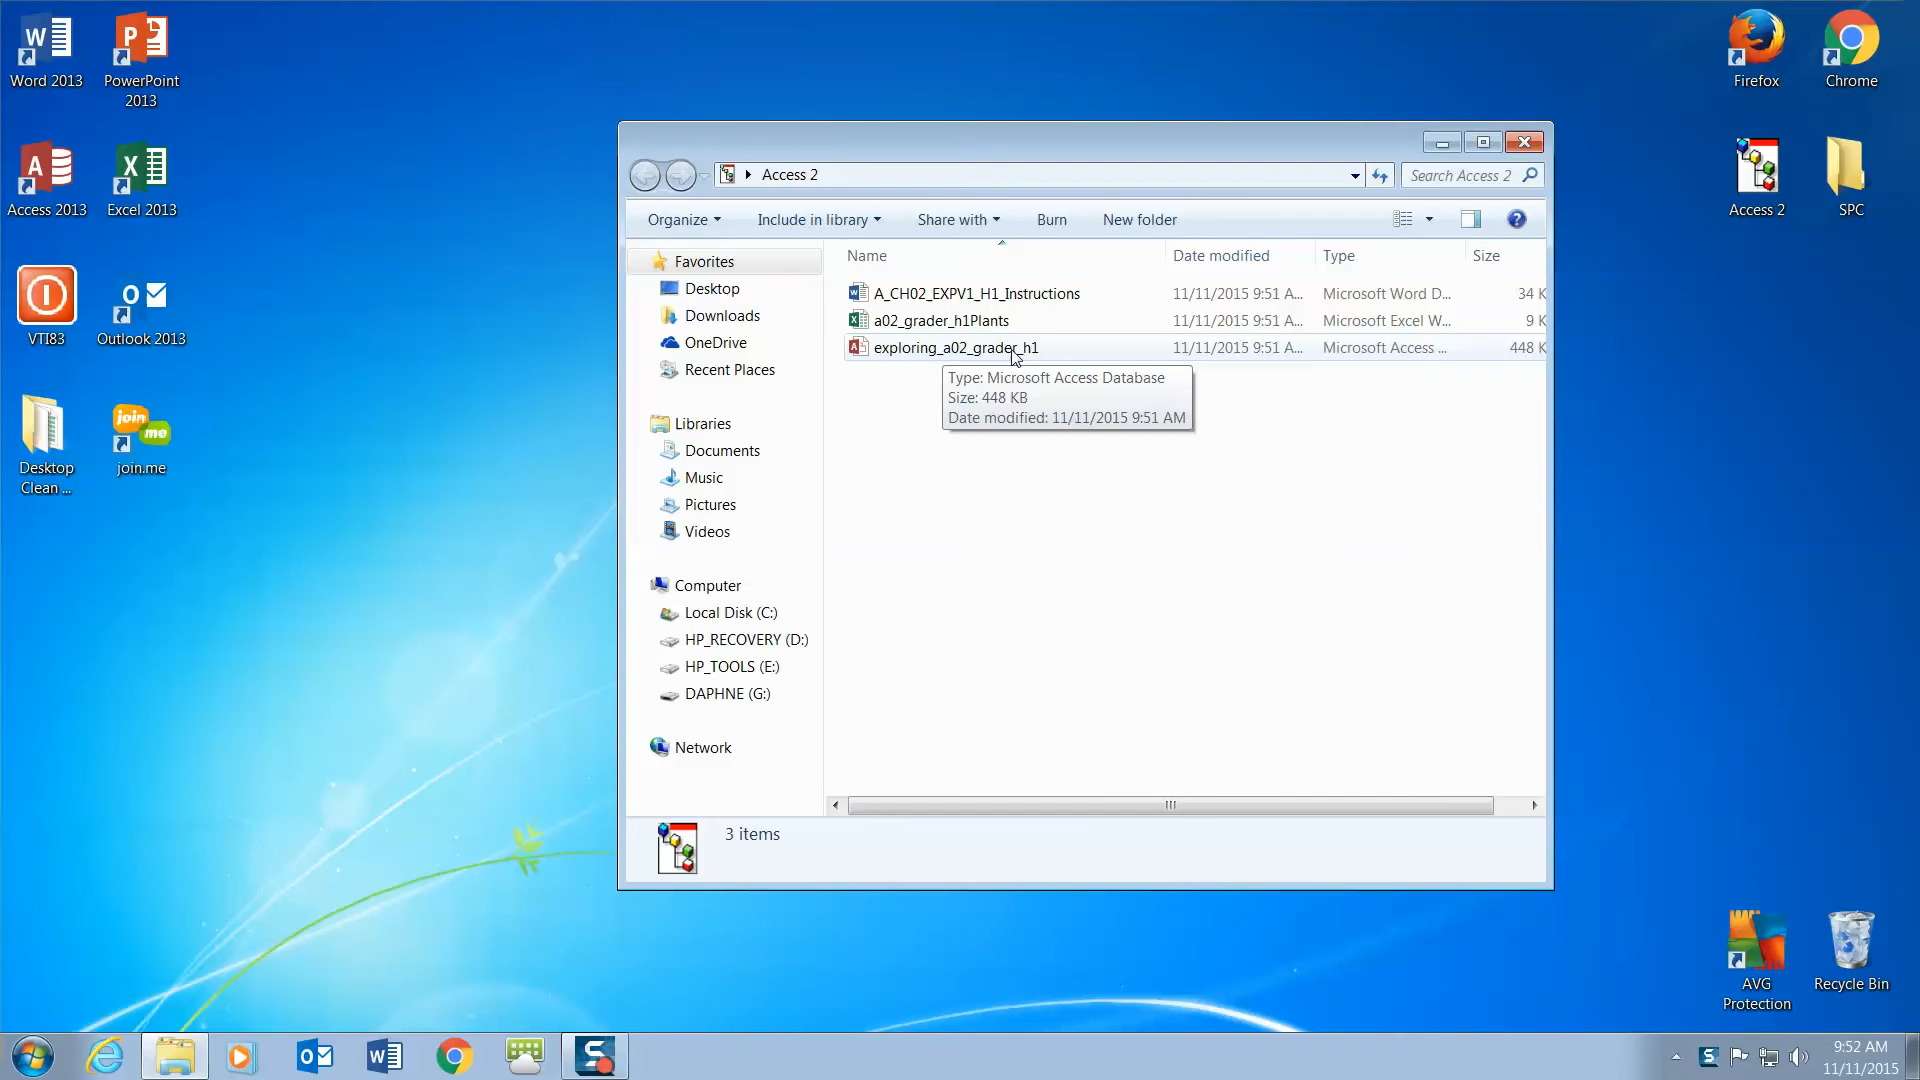 Word 2013
PowerPoint
2013
Access 2013
Excel 2013
VTI83
Outlook 2013
Desktop
Clean ...
join.me
Firefox
Chrome
Access 2
SPC
AVG
Protection
Recycle Bin
Access 2
Search Access 2
Organize
Include in library
Share with
Burn
New folder
Name
Date modified
Type
Size
Favorites
Desktop
Downloads
OneDrive
Recent Places
Libraries
Documents
Music
Pictures
Videos
Computer
Local Disk (C:)
HP_RECOVERY (D:)
HP_TOOLS (E:)
DAPHNE (G:)
Network
A_CH02_EXPV1_H1_Instructions 11/11/2015 9:51 A... Microsoft Word D... 34 K
a02_grader_h1Plants 11/11/2015 9:51 A... Microsoft Excel W... 9 K
exploring_a02_grader_h1 11/11/2015 9:51 A... Microsoft Access ... 448 K
Type: Microsoft Access Database
Size: 448 KB
Date modified: 11/11/2015 9:51 AM
3 items
9:52 AM
11/11/2015